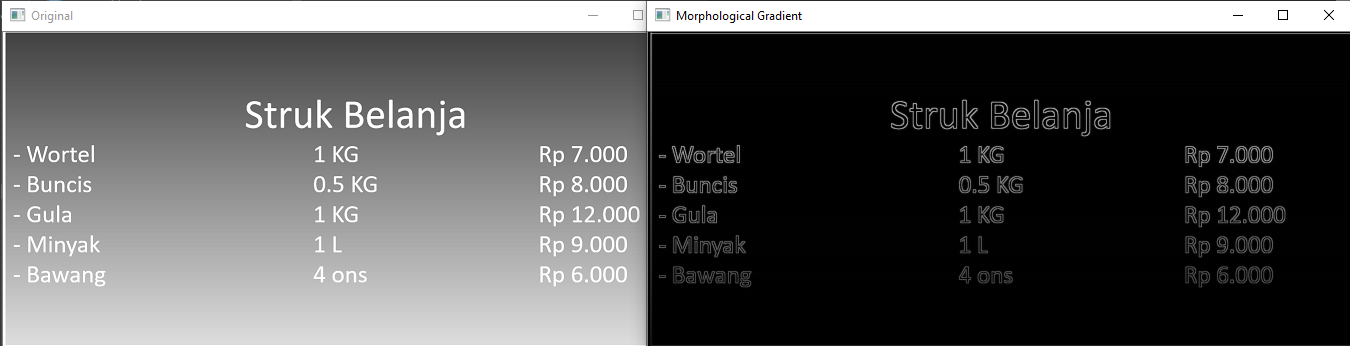 Original
Struk Belanja
- Wortel 1 KG Rp 7.000
- Buncis 0.5 KG Rp 8.000
- Gula 1 KG Rp 12.000
- Minyak 1 L Rp 9.000
- Bawang 4 ons Rp 6.000
Morphological Gradient
Struk Belanja
- Wortel 1 KG Rp 7.000
- Buncis 0.5 KG Rp 8.000
- Gula 1 KG Rp 12.000
- Minyak 1 L Rp 9.000
- Bawang 4 ons Rp 6.000